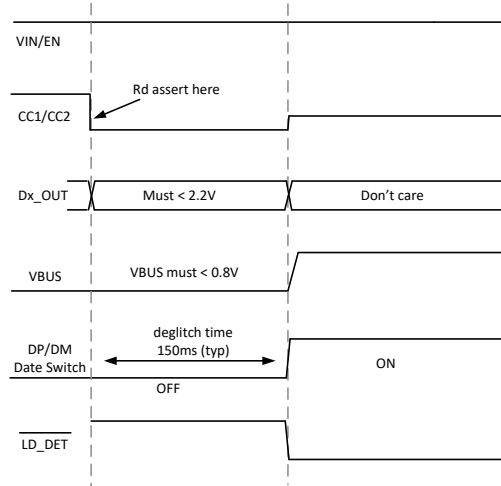 VIN/EN
Rd assert here
CC1/CC2
Dx_OUT
Must < 2.2V
Don't care
VBUS
VBUS must < 0.8V
deglitch time
150ms (typ)
DP/DM
Date Switch
ON
OFF
LD_DET